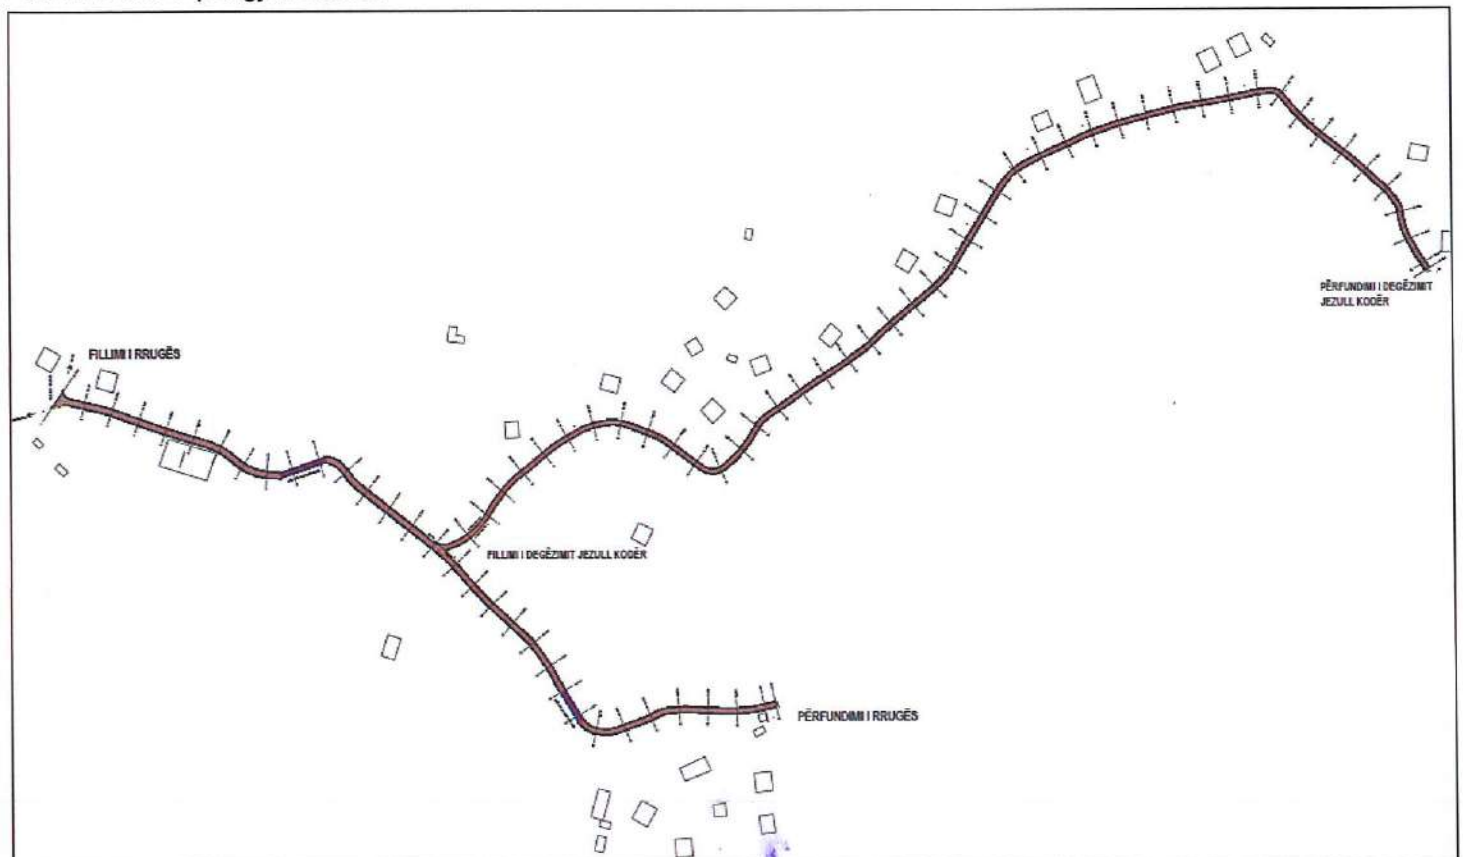 FILLIMI I RRUGËS
PËRFUNDIMI I DEGËZIMIT
JEZULL KODËR
FILLIMI I DEGËZIMIT JEZULL KODËR
PËRFUNDIMI I RRUGËS